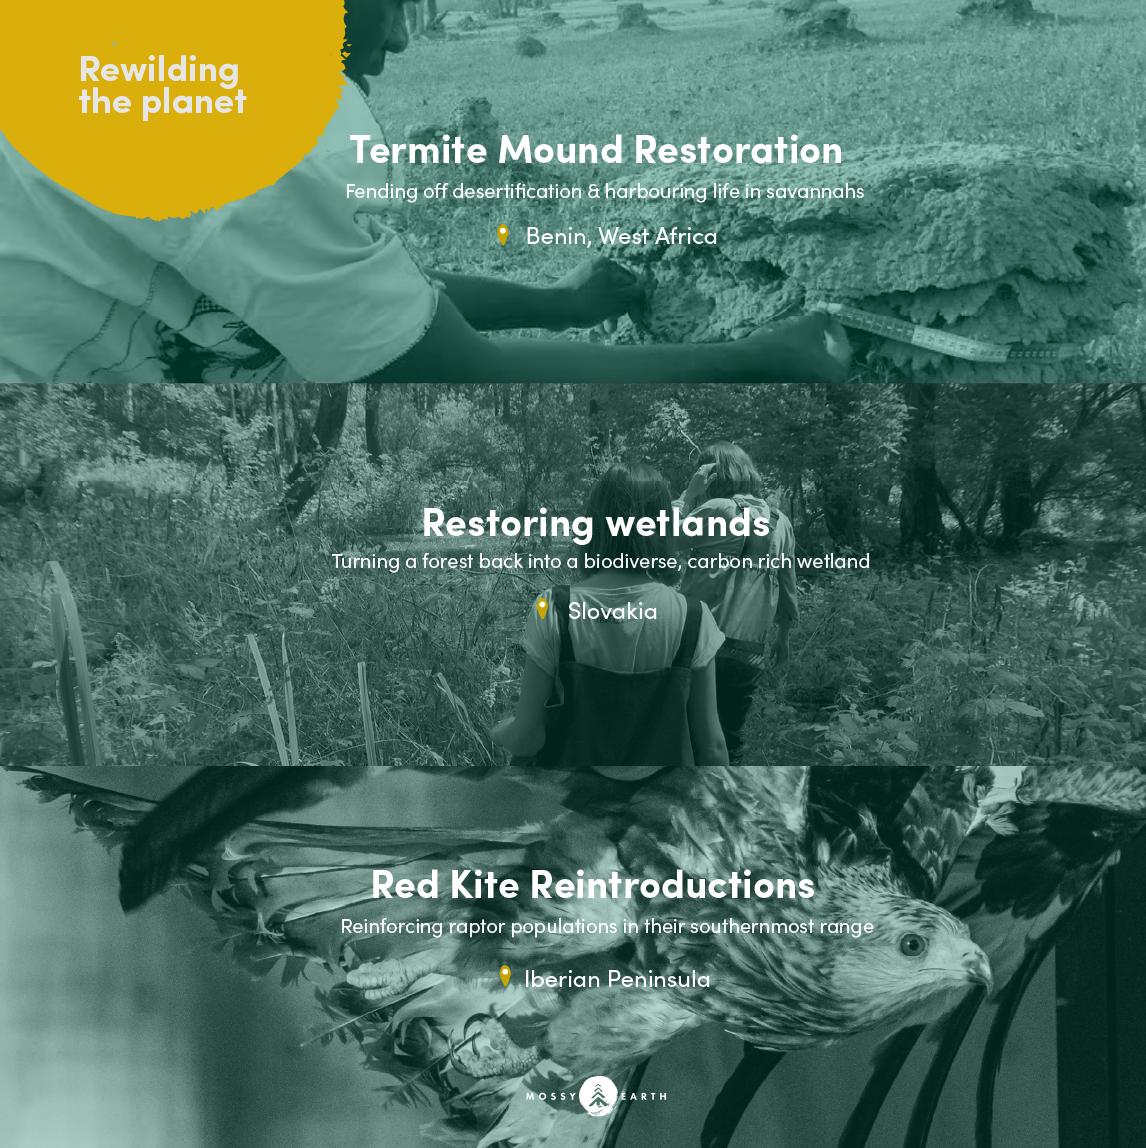 Rewilding
the planet
Termite Mound Restoration
Fending off desertification & harbouring life in savannahs
Benin, West Africa
Restoring wetlands
Turning a forest back into a biodiverse, carbon rich wetland
Slovakia
Red Kite Reintroductions
Reinforcing raptor populations in their southernmost range
Iberian Peninsula
MOSSY EARTH